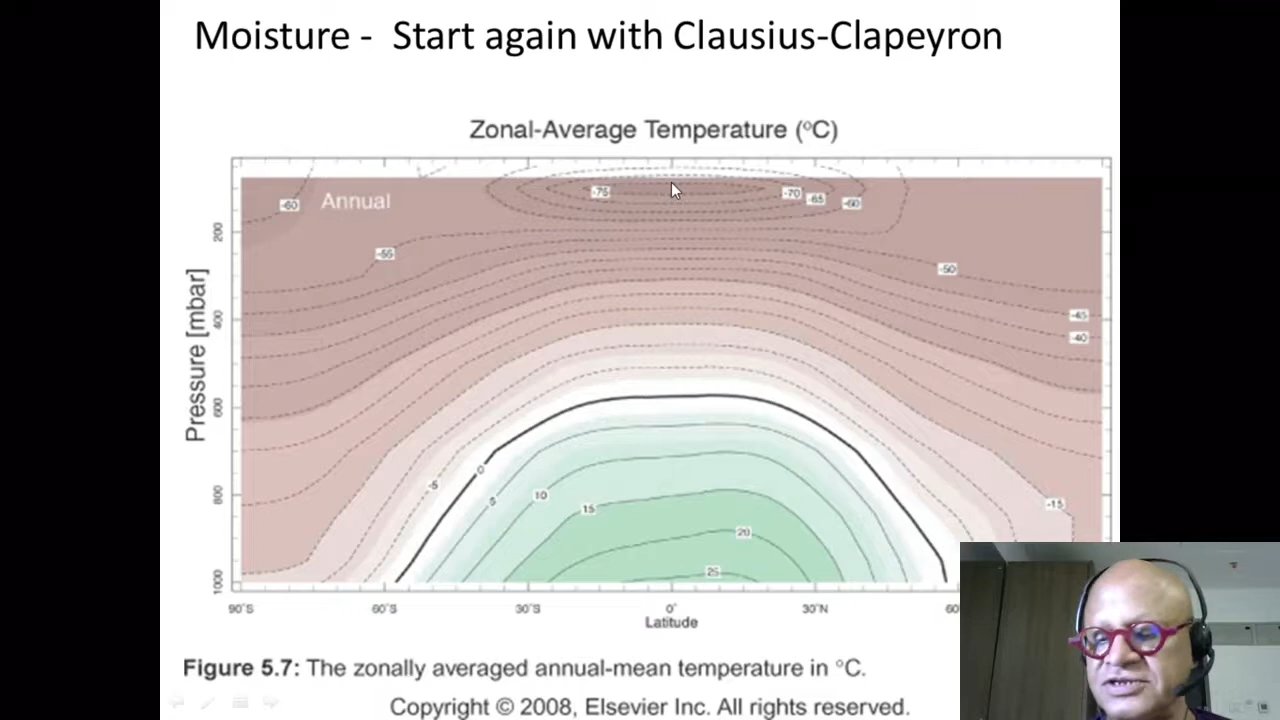 Moisture -  Start again with Clausius-Clapeyron
Zonal-Average Temperature (°C)
Annual
-75
-70
-65
-60
-60
-55
-50
-45
-40
-15
-5
0
5
10
15
20
25
Pressure [mbar]
200
400
600
800
1000
90°S
60°S
30°S
0°
30°N
60
Latitude
Figure 5.7: The zonally averaged annual-mean temperature in °C.
Copyright © 2008, Elsevier Inc. All rights reserved.